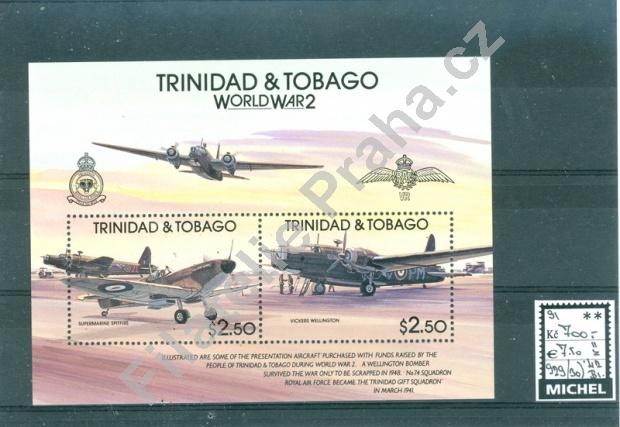 TRINIDAD & TOBAGO
WORLD WAR 2
VR
TRINIDAD & TOBAGO
TRINIDAD & TOBAGO
SUPERMARINE SPITFIRE
$2.50
VICKERS WELLINGTON
$2.50
ILLUSTRATED ARE SOME OF THE PRESENTATION AIRCRAFT PURCHASED WITH FUNDS RAISED BY THE
PEOPLE OF TRINIDAD & TOBAGO DURING WORLD WAR 2. A WELLINGTON BOMBER
SURVIVED THE WAR ONLY TO BE SCRAPPED IN 1948. No.74 SQUADRON
ROYAL AIR FORCE BECAME 'THE TRINIDAD GIFT SQUADRON'
IN MARCH 1941.
Filatelie Praha.cz
91 **
Kč 700.-
€ 7.50
MICHEL